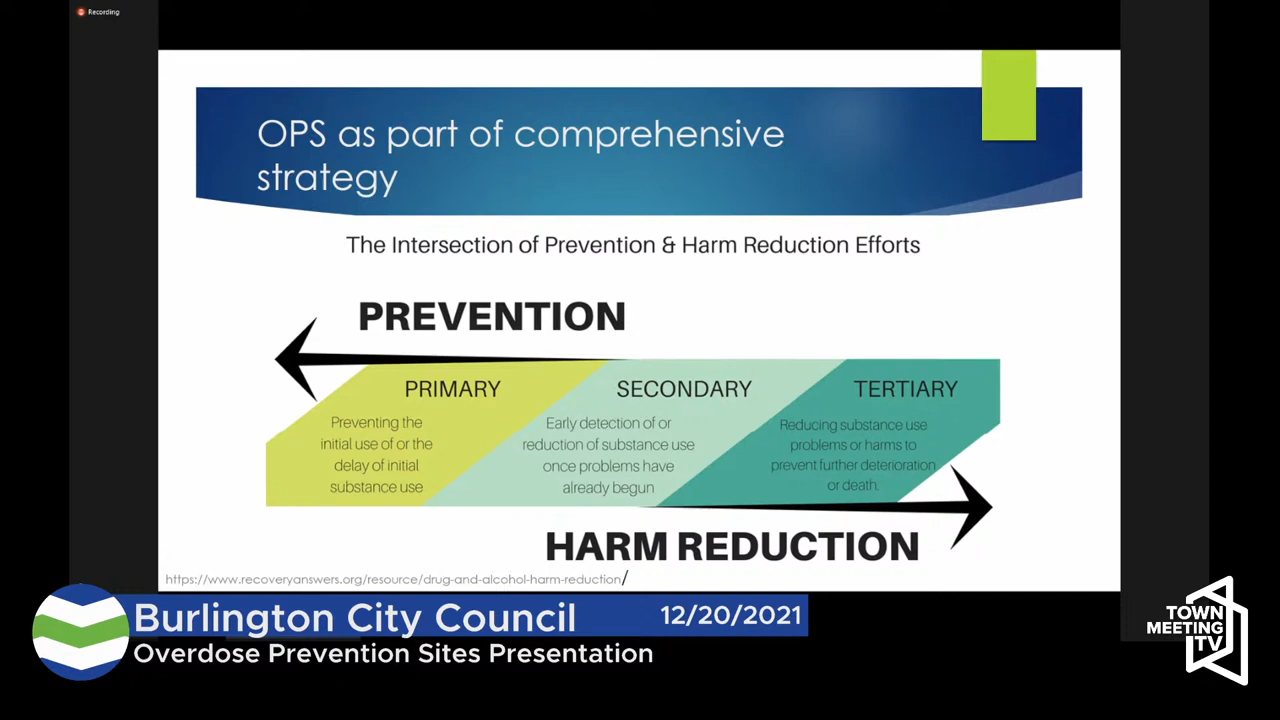 Recording
OPS as part of comprehensive
strategy
The Intersection of Prevention & Harm Reduction Efforts
PREVENTION
PRIMARY
Preventing the
initial use of or the
delay of initial
substance use
SECONDARY
Early detection of or
reduction of substance use
once problems have
already begun
TERTIARY
Reducing substance use
problems or harms to
prevent further deterioration
or death.
HARM REDUCTION
https://www.recoveryanswers.org/resource/drug-and-alcohol-harm-reduction/
Burlington City Council 12/20/2021
Overdose Prevention Sites Presentation
TOWN
MEETING
TV